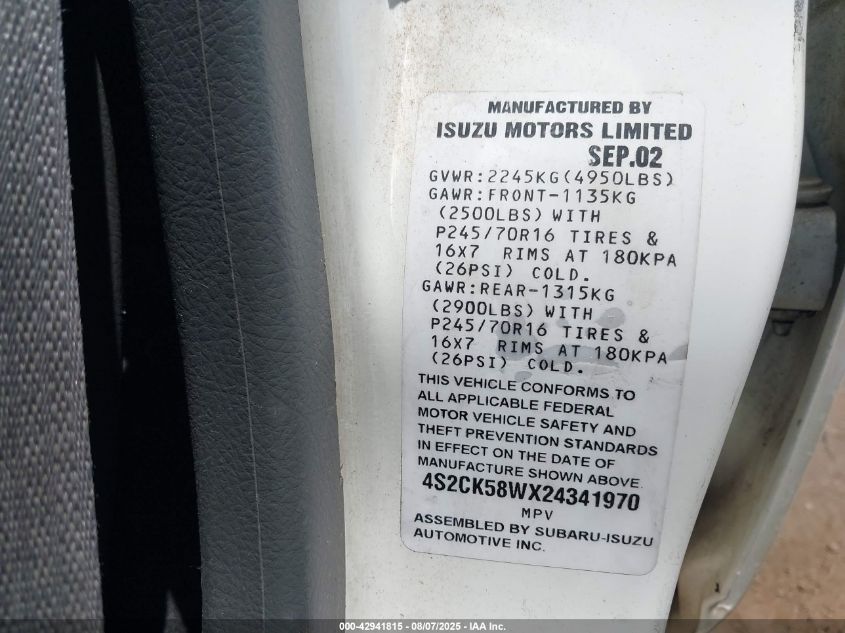 MANUFACTURED BY
ISUZU MOTORS LIMITED
SEP.02
GVWR:2245KG(4950LBS)
GAWR:FRONT-1135KG
(2500LBS) WITH
P245/70R16 TIRES &
16X7 RIMS AT 180KPA
(26PSI) COLD.
GAWR:REAR-1315KG
(2900LBS) WITH
P245/70R16 TIRES &
16X7 RIMS AT 180KPA
(26PSI) COLD.
THIS VEHICLE CONFORMS TO
ALL APPLICABLE FEDERAL
MOTOR VEHICLE SAFETY AND
THEFT PREVENTION STANDARDS
IN EFFECT ON THE DATE OF
MANUFACTURE SHOWN ABOVE.
4S2CK58WX24341970
MPV
ASSEMBLED BY SUBARU-ISUZU
AUTOMOTIVE INC.
000-42941815 - 08/07/2025 - IAA Inc.